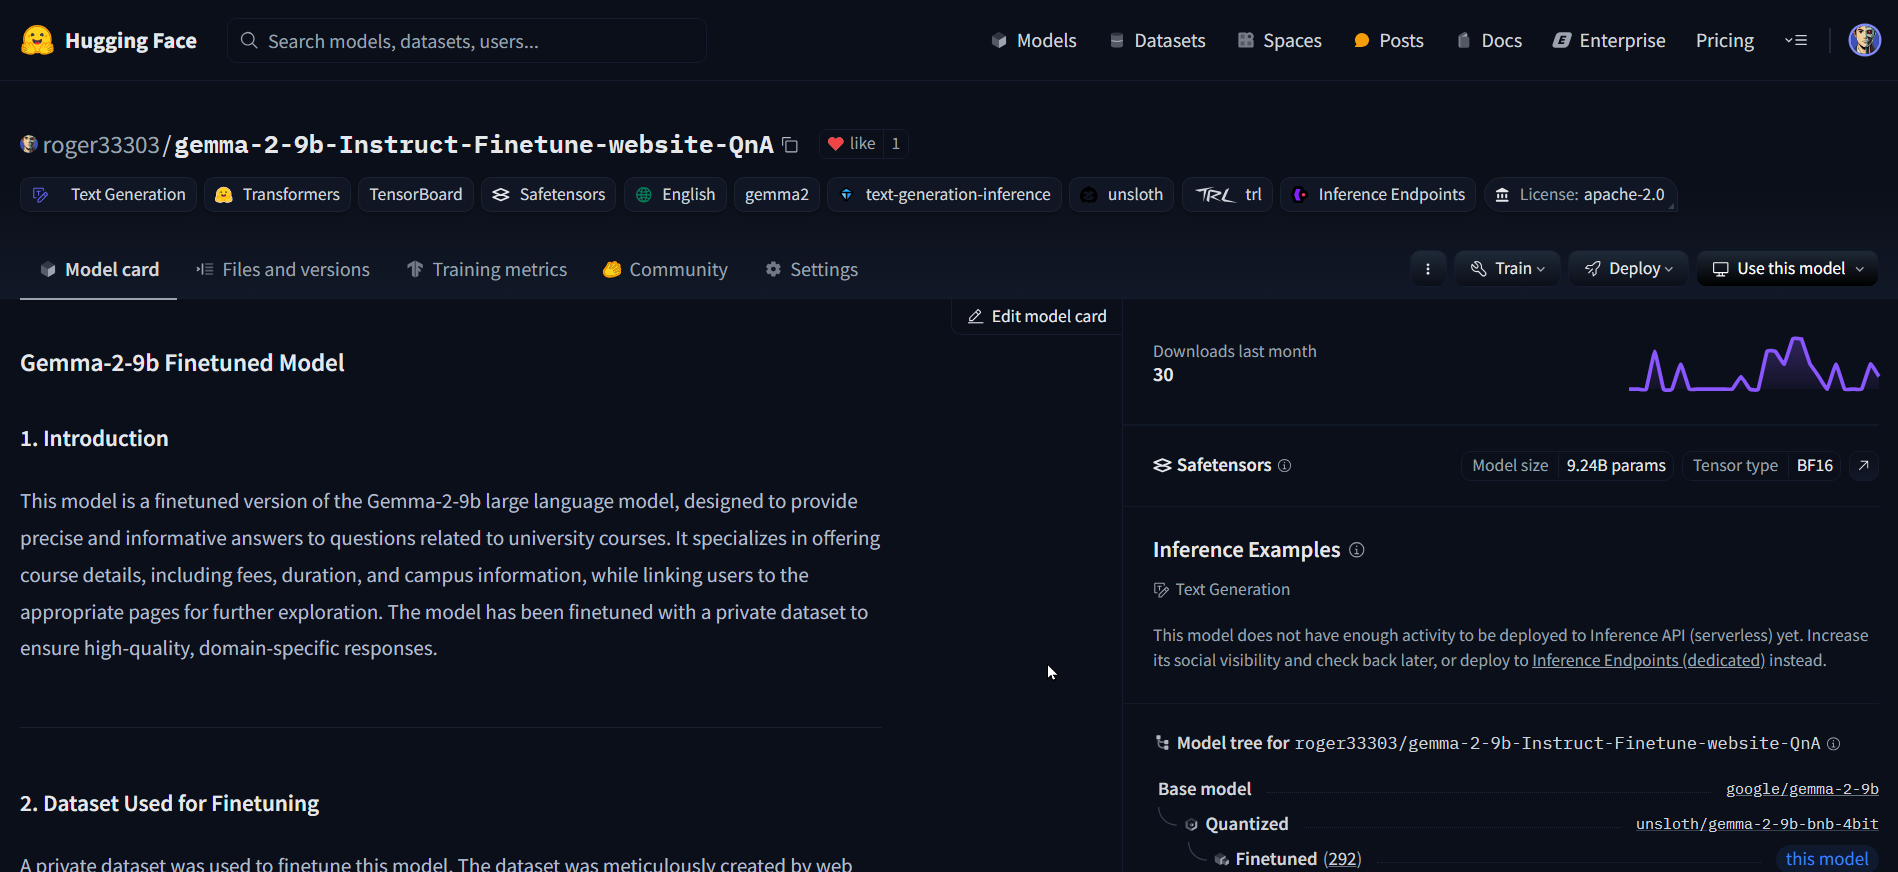 Hugging Face
Search models, datasets, users...
Models
Datasets
Spaces
Posts
Docs
Enterprise
Pricing
roger33303/gemma-2-9b-Instruct-Finetune-website-QnA
like 1
Text Generation
Transformers
TensorBoard
Safetensors
English
gemma2
text-generation-inference
unsloth
TRL trl
Inference Endpoints
License: apache-2.0
Model card
Files and versions
Training metrics
Community
Settings
Train
Deploy
Use this model
Edit model card
Gemma-2-9b Finetuned Model
1. Introduction
This model is a finetuned version of the Gemma-2-9b large language model, designed to provide
precise and informative answers to questions related to university courses. It specializes in offering
course details, including fees, duration, and campus information, while linking users to the
appropriate pages for further exploration. The model has been finetuned with a private dataset to
ensure high-quality, domain-specific responses.
2. Dataset Used for Finetuning
A private dataset was used to finetune this model. The dataset was meticulously created by web
Downloads last month
30
Safetensors
Model size 9.24B params
Tensor type BF16
Inference Examples
Text Generation
This model does not have enough activity to be deployed to Inference API (serverless) yet. Increase
its social visibility and check back later, or deploy to Inference Endpoints (dedicated) instead.
Model tree for roger33303/gemma-2-9b-Instruct-Finetune-website-QnA
Base model google/gemma-2-9b
Quantized unsloth/gemma-2-9b-bnb-4bit
Finetuned (292) this model